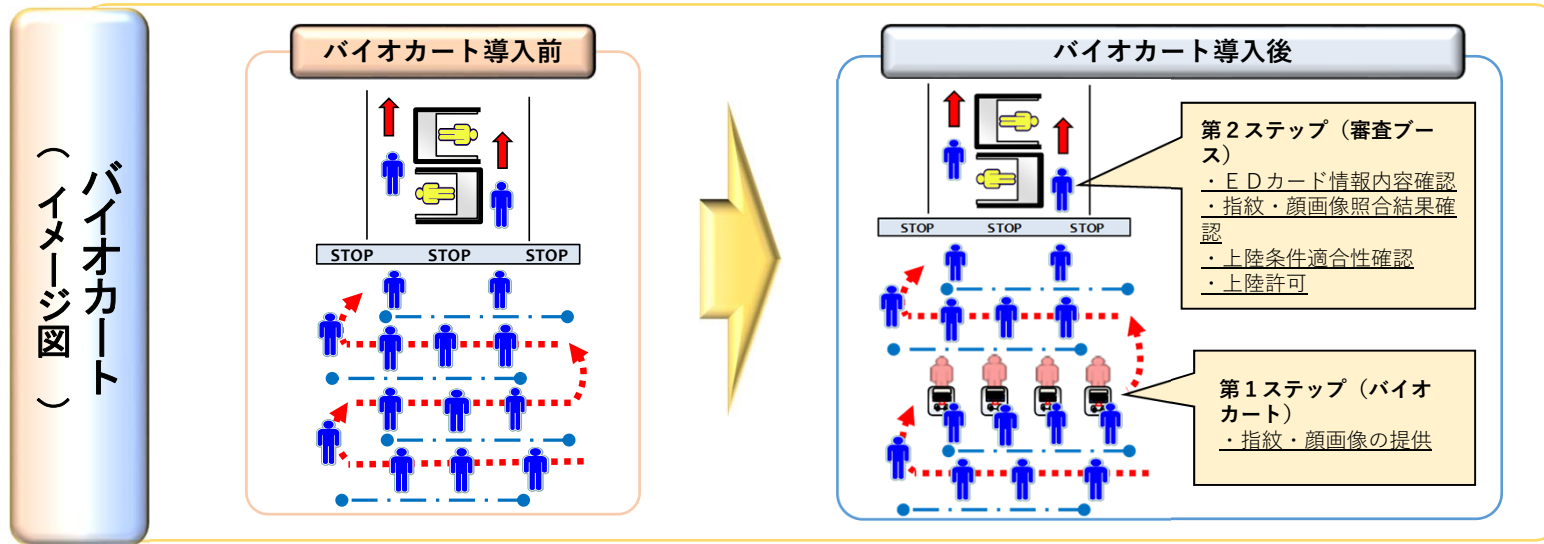 バイオカート
（イメージ図）
バイオカート導入前
STOP STOP STOP
バイオカート導入後
STOP STOP STOP
第２ステップ（審査ブー
ス）
・ＥＤカード情報内容確認
・指紋・顔画像照合結果確
認
・上陸条件適合性確認
・上陸許可
第１ステップ（バイオ
カート）
・指紋・顔画像の提供